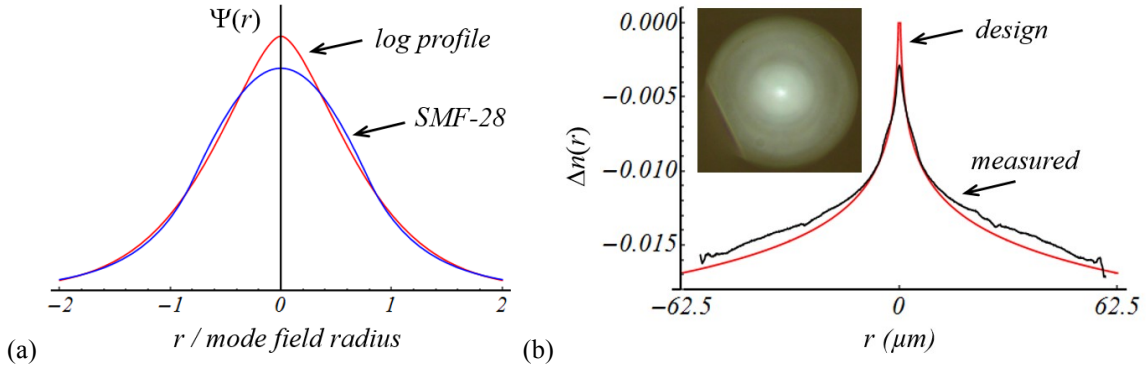 Ψ(r)
log profile
SMF-28
−2 −1 0 1 2
r / mode field radius
(a)
0.000
−0.005
−0.010
−0.015
Δn(r)
design
measured
−62.5 0 62.5
r (μm)
(b)